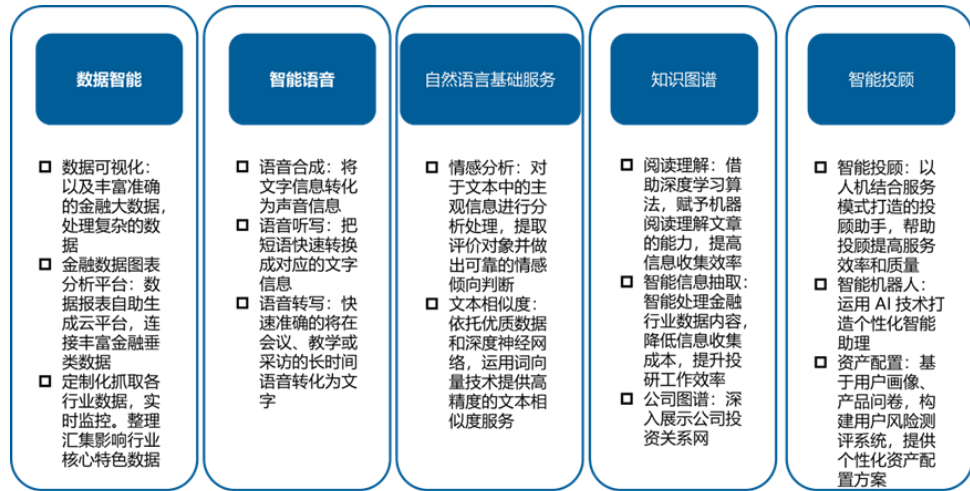 数据智能
数据可视化：
以及丰富准确
的金融大数据，
处理复杂的数
据
金融数据图表
分析平台：数
据报表自助生
成云平台，连
接丰富金融垂
类数据
定制化抓取各
行业数据，实
时监控。整理
汇集影响行业
核心特色数据
智能语音
语音合成：将
文字信息转化
为声音信息
语音听写：把
短语快速转换
成对应的文字
信息
语音转写：快
速准确的将在
会议、教学或
采访的长时间
语音转化为文
字
自然语言基础服务
情感分析：对
于文本中的主
观信息进行分
析处理，提取
评价对象并做
出可靠的情感
倾向判断
文本相似度：
依托优质数据
和深度神经网
络，运用词向
量技术提供高
精度的文本相
似度服务
知识图谱
阅读理解：借
助深度学习算
法，赋予机器
阅读理解文章
的能力，提高
信息收集效率
智能信息抽取：
智能处理金融
行业数据内容，
降低信息收集
成本，提升投
研工作效率
公司图谱：深
入展示公司投
资关系网
智能投顾
智能投顾：以
人机结合服务
模式打造的投
顾助手，帮助
投顾提高服务
效率和质量
智能机器人：
运用 AI 技术打
造个性化智能
助理
资产配置：基
于用户画像、
产品问卷，构
建用户风险测
评系统，提供
个性化资产配
置方案